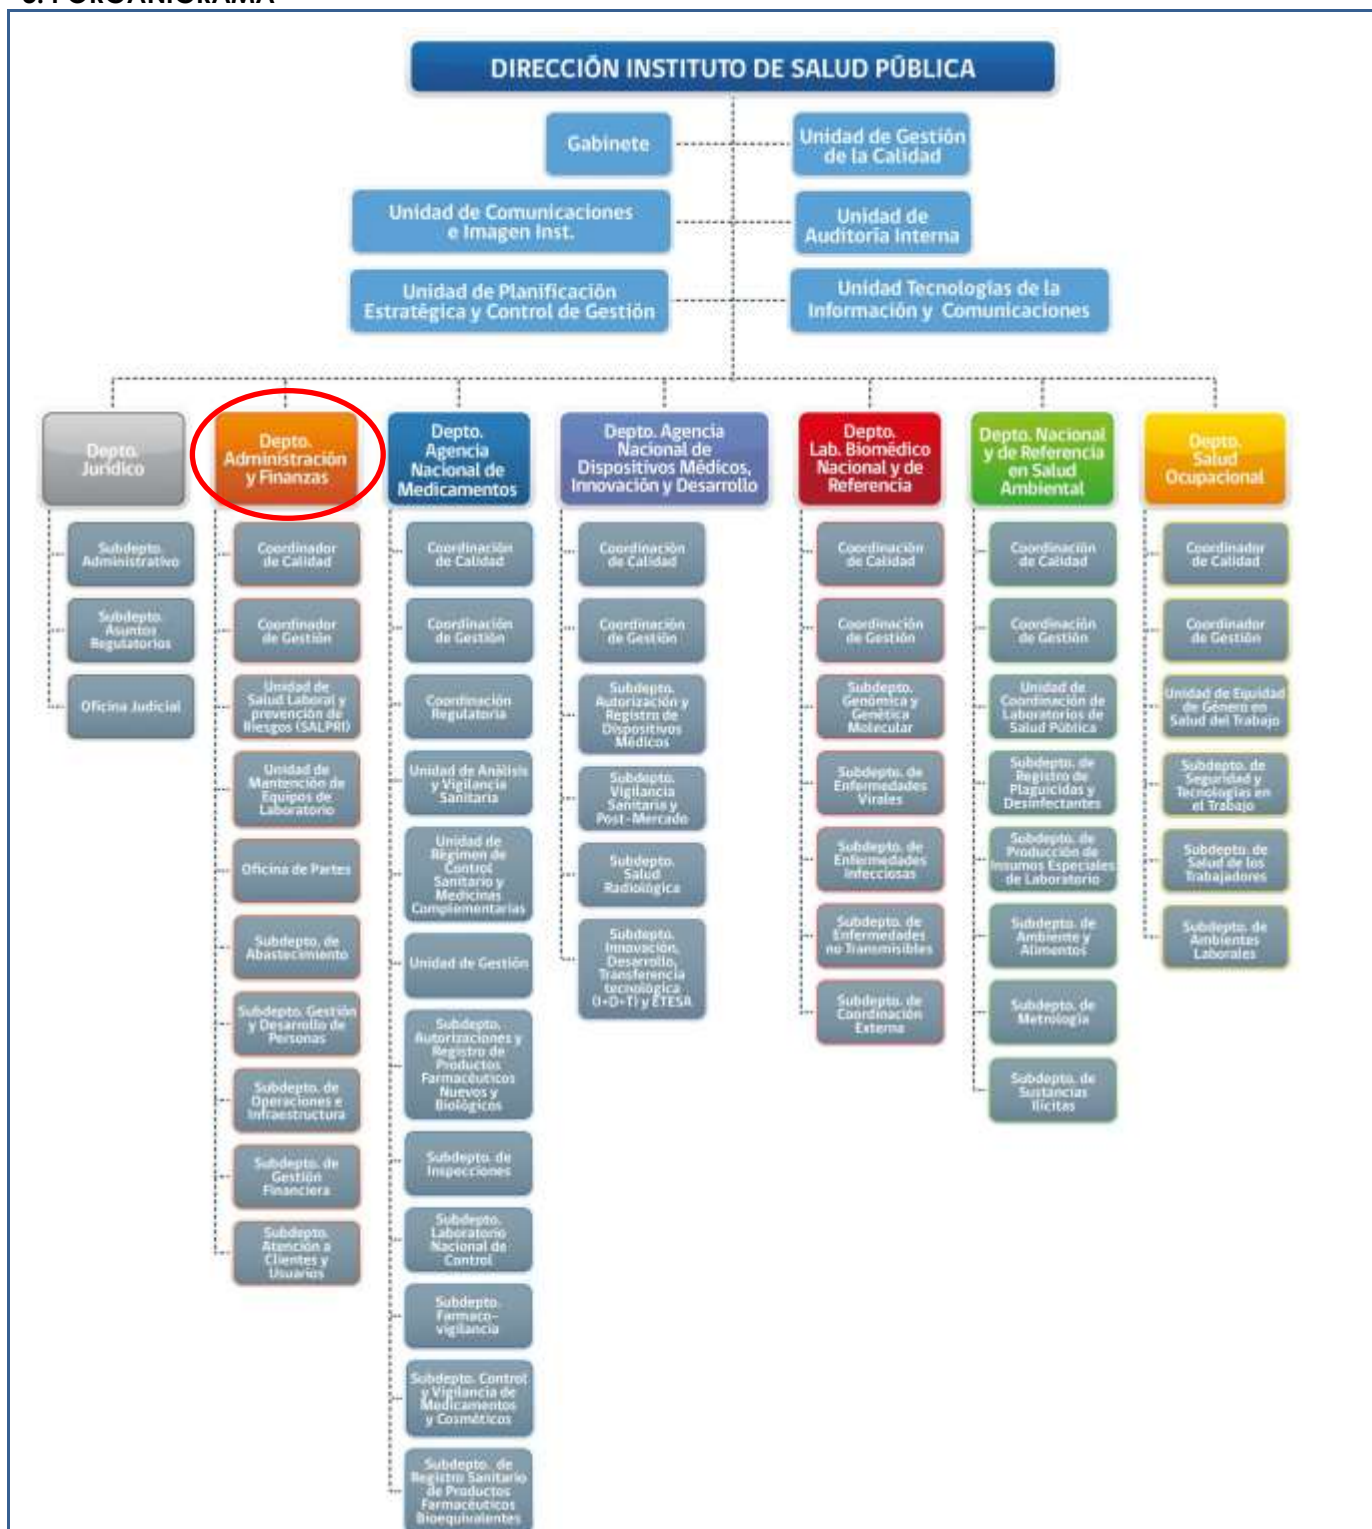 3.1 ORGANIGRAMA
DIRECCIÓN INSTITUTO DE SALUD PÚBLICA
Gabinete
Unidad de Gestión
de la Calidad
Unidad de Comunicaciones
e Imagen Inst.
Unidad de
Auditoría Interna
Unidad de Planificación
Estratégica y Control de Gestión
Unidad Tecnologías de la
Información y Comunicaciones
Depto.
Jurídico
Subdepto.
Administrativo
Subdepto.
Asuntos
Regulatorios
Oficina Judicial
Depto.
Administración
y Finanzas
Coordinador
de Calidad
Coordinador
de Gestión
Unidad de
Salud Laboral y
prevención de
Riesgos (SALPRI)
Unidad de
Mantención de
Equipos de
Laboratorio
Oficina de Partes
Subdepto. de
Abastecimiento
Subdepto. Gestión
y Desarrollo de
Personas
Subdepto. de
Operaciones e
Infraestructura
Subdepto. de
Gestión
Financiera
Subdepto.
Atención a
Clientes y
Usuarios
Depto.
Agencia
Nacional de
Medicamentos
Coordinación
de Calidad
Coordinación
de Gestión
Coordinación
Regulatoria
Unidad de Análisis
y Vigilancia
Sanitaria
Unidad de
Régimen de
Control
Sanitario y
Medicinas
Complementarias
Unidad de Gestión
Subdepto.
Autorizaciones y
Registro de
Productos
Farmacéuticos
Nuevos y
Biológicos
Subdepto. de
Inspecciones
Subdepto.
Laboratorio
Nacional de
Control
Subdepto.
Farmaco-
vigilancia
Subdepto. Control
y Vigilancia de
Medicamentos
y Cosméticos
Subdepto. de
Registro Sanitario
de Productos
Farmacéuticos
Bioequivalentes
Depto. Agencia
Nacional de
Dispositivos Médicos,
Innovación y Desarrollo
Coordinación
de Calidad
Coordinación
de Gestión
Subdepto.
Autorización y
Registro de
Dispositivos
Médicos
Subdepto.
Vigilancia
Sanitaria y
Post-Mercado
Subdepto.
Salud
Radiológica
Subdepto.
Innovación,
Desarrollo,
Transferencia
tecnológica
(I+D+T) y ETESA
Depto.
Lab. Biomédico
Nacional y de
Referencia
Coordinación
de Calidad
Coordinación
de Gestión
Subdepto.
Genómica y
Genética
Molecular
Subdepto. de
Enfermedades
Virales
Subdepto. de
Enfermedades
Infecciosas
Subdepto. de
Enfermedades
no Transmisibles
Subdepto. de
Coordinación
Externa
Depto. Nacional
y de Referencia
en Salud
Ambiental
Coordinación
de Calidad
Coordinación
de Gestión
Unidad de
Coordinación de
Laboratorios de
Salud Pública
Subdepto. de
Registro de
Plaguicidas y
Desinfectantes
Subdepto. de
Producción de
Insumos Especiales
de Laboratorio
Subdepto. de
Ambiente y
Alimentos
Subdepto. de
Metrología
Subdepto. de
Sustancias
Ilícitas
Depto.
Salud
Ocupacional
Coordinador
de Calidad
Coordinador
de Gestión
Unidad de Equidad
de Género en
Salud del Trabajo
Subdepto. de
Seguridad y
Tecnologías en
el Trabajo
Subdepto. de
Salud de los
Trabajadores
Subdepto. de
Ambientes
Laborales